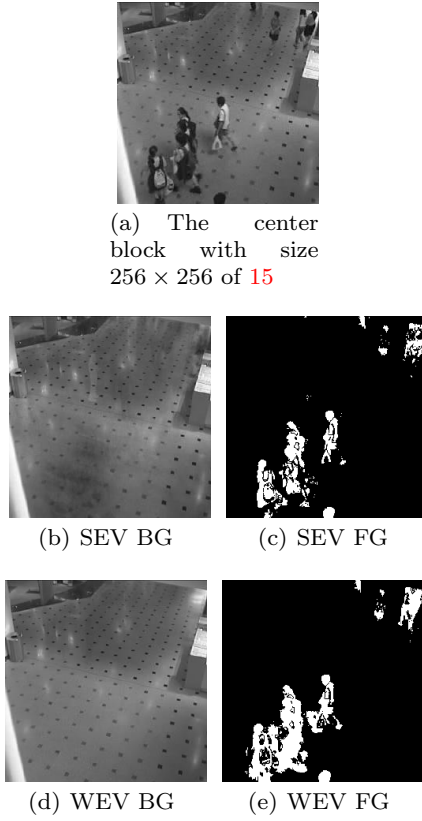 (a) The center
block with size
256 × 256 of 15
(b) SEV BG
(c) SEV FG
(d) WEV BG
(e) WEV FG